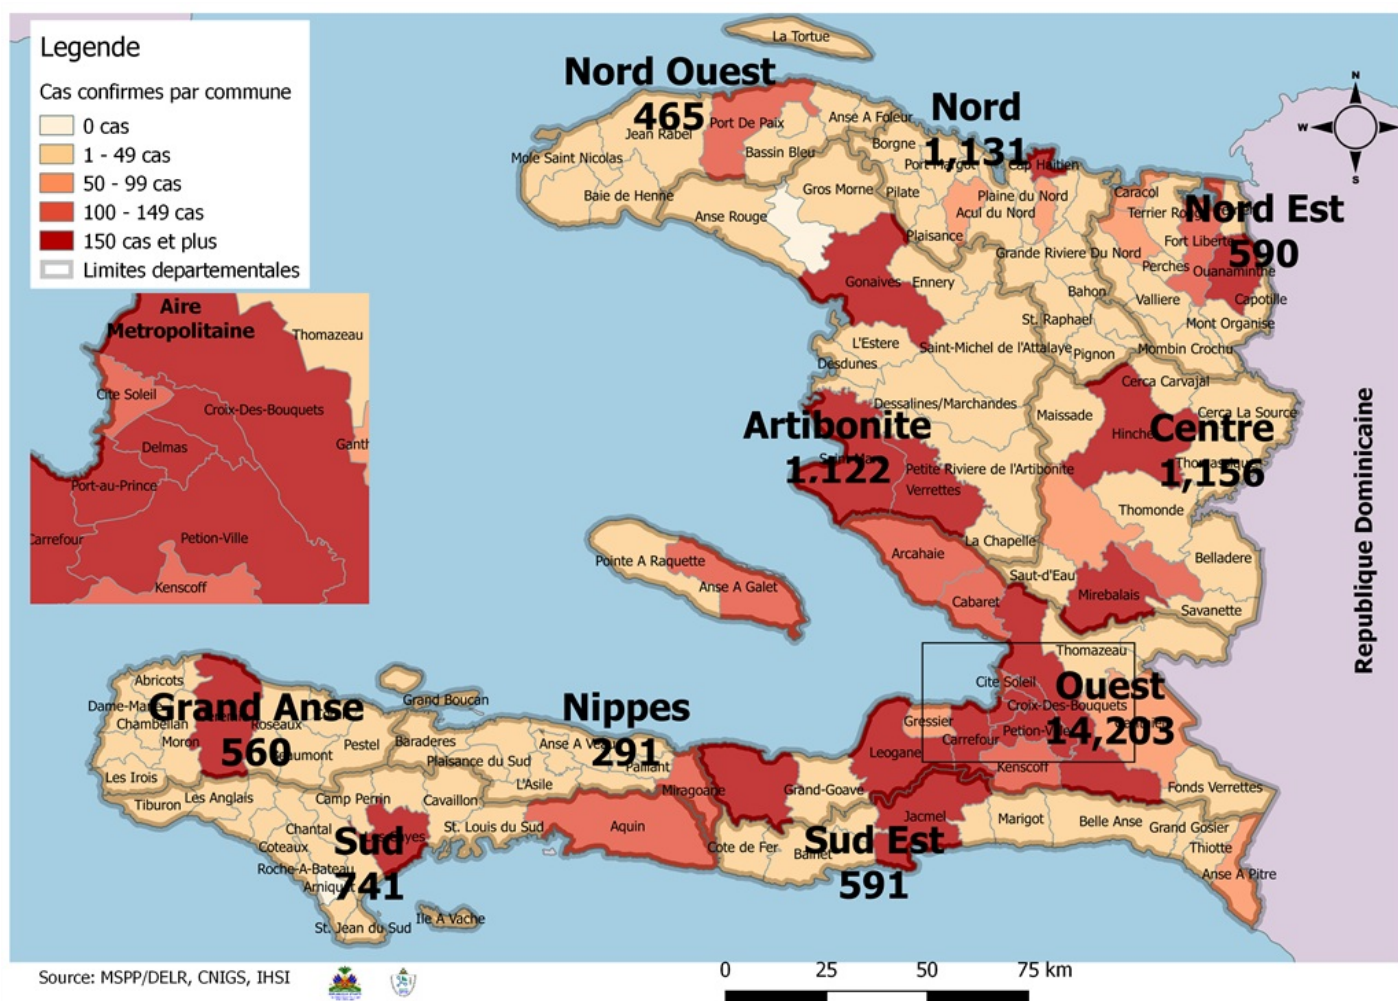 Legende
Cas confirmes par commune
0 cas
1 - 49 cas
50 - 99 cas
100 - 149 cas
150 cas et plus
Limites departementales
Aire
Metropolitaine
Thomazeau
Cite Soleil
Croix-Des-Bouquets
Ganth
Delmas
Port-au-Prince
Carrefour
Petion-Ville
Kenscoff
La Tortue
Nord Ouest
465
Jean Rabel
Port De Paix
Anse A Foleur
Mole Saint Nicolas
Bassin Bleu
Baie de Henne
Nord
1,131
Borgne
Port Margot
Cap Haitien
Gros Morne
Pilate
Plaine du Nord
Acul du Nord
Anse Rouge
Plaisance
Grande Riviere Du Nord
Caracol
Terrier Rouge
Nord Est
590
Fort Liberte
Perches
Ouanaminthe
Capotille
Valliere
Mont Organise
Gonaives
Ennery
Bahon
St. Raphael
L'Estere
Saint-Michel de l'Attalaye
Pignon
Mombin Crochu
Desdunes
Cerca Carvajal
Dessalines/Marchandes
Maissade
Cerca La Source
Artibonite
1,122
Hinche
Centre
1,156
Petite Riviere de l'Artibonite
Verrettes
Thomonde
La Chapelle
Arcahaie
Belladere
Pointe A Raquette
Anse A Galet
Saut-d'Eau
Cabaret
Mirebalais
Savanette
Thomazeau
Cite Soleil
Ouest
14,203
Croix-Des-Bouquets
Gressier
Petion-Ville
Carrefour
Leogane
Kenscoff
Fonds Verrettes
Abricots
Dame-Marie
Grand Anse
560
Chambellan
Roseaux
Moron
Beaumont
Pestel
Les Irois
Grand Boucan
Nippes
291
Baraderes
Anse A Veau
Plaisance du Sud
Paillant
L'Asile
Miragoane
Grand-Goave
Tiburon
Les Anglais
Camp Perrin
Cavaillon
Chantal
Sud
741
Les Cayes
St. Louis du Sud
Aquin
Coteaux
Roche-A-Bateau
Arniquet
St. Jean du Sud
Ile A Vache
Cote de Fer
Bainet
Sud Est
591
Jacmel
Marigot
Belle Anse
Grand Gosier
Thiotte
Anse A Pitre
Republique Dominicaine
N
W
S
Source: MSPP/DELR, CNIGS, IHSI
0 25 50 75 km